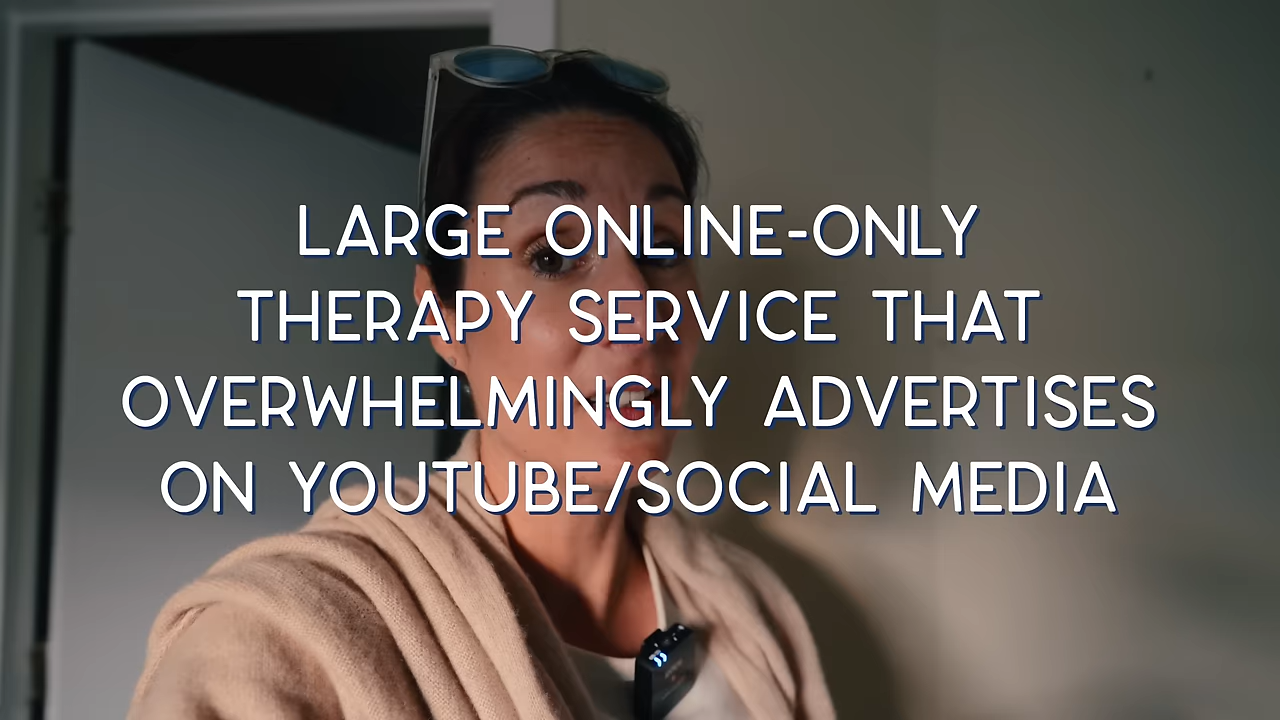 LARGE ONLINE-ONLY
THERAPY SERVICE THAT
OVERWHELMINGLY ADVERTISES
ON YOUTUBE/SOCIAL MEDIA